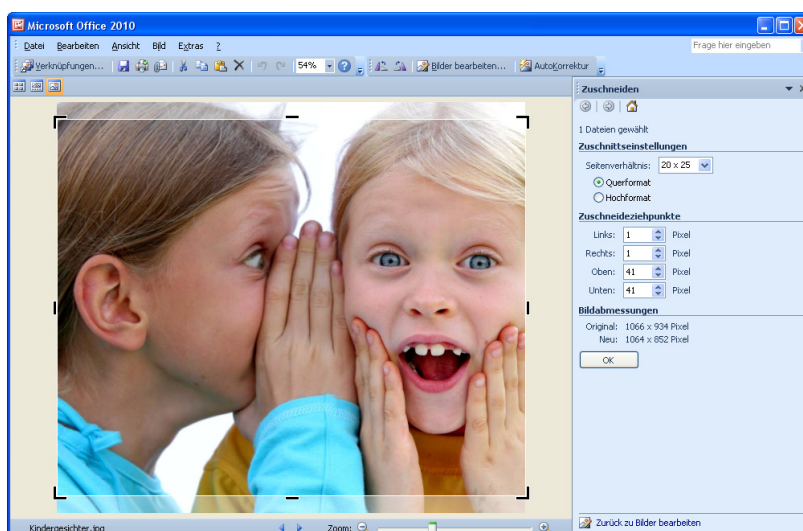 Microsoft Office 2010
Datei Bearbeiten Ansicht Bild Extras ?
Frage hier eingeben
Verknüpfungen... 54% Bilder bearbeiten... AutoKorrektur
Zuschneiden
1 Dateien gewählt
Zuschnittseinstellungen
Seitenverhältnis: 20 x 25
Querformat
Hochformat
Zuschneideziehpunkte
Links: 1 Pixel
Rechts: 1 Pixel
Oben: 41 Pixel
Unten: 41 Pixel
Bildabmessungen
Original: 1066 x 934 Pixel
Neu: 1064 x 852 Pixel
OK
Zurück zu Bilder bearbeiten
Kindergesichter.jpg Zoom: